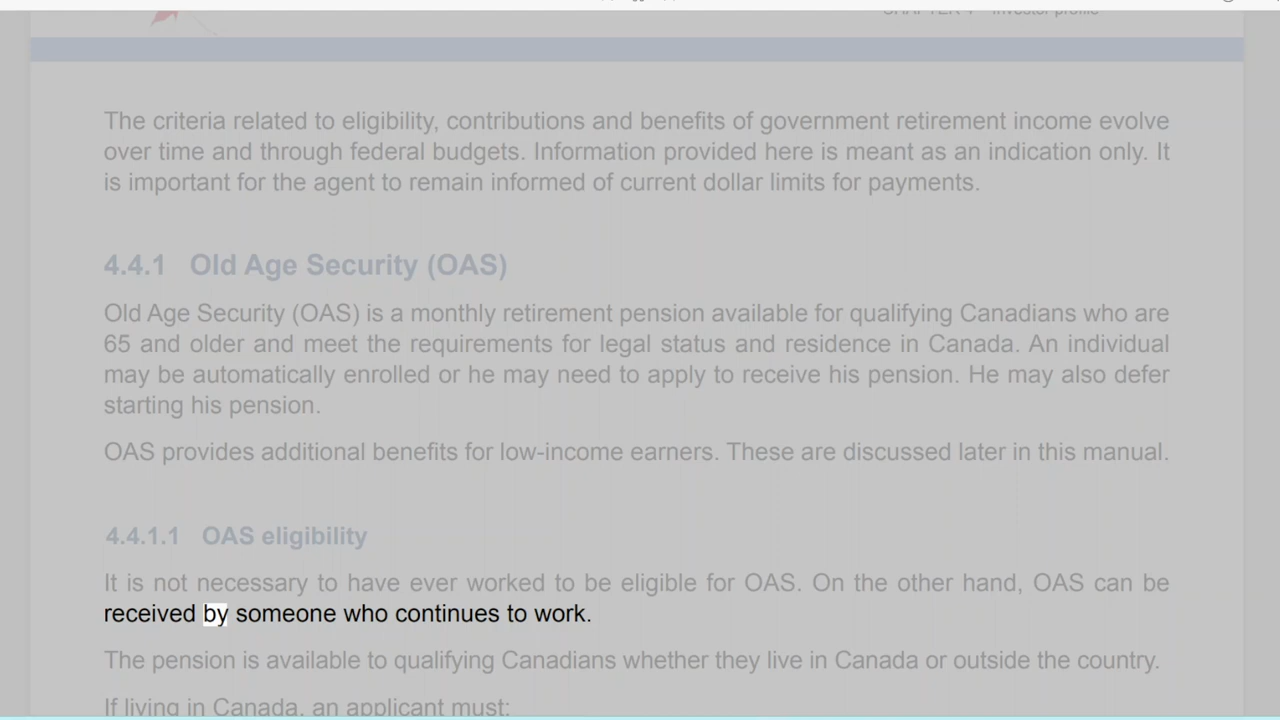 CHAPTER 4 – Investor profile
The criteria related to eligibility, contributions and benefits of government retirement income evolve
over time and through federal budgets. Information provided here is meant as an indication only. It
is important for the agent to remain informed of current dollar limits for payments.
4.4.1 Old Age Security (OAS)
Old Age Security (OAS) is a monthly retirement pension available for qualifying Canadians who are
65 and older and meet the requirements for legal status and residence in Canada. An individual
may be automatically enrolled or he may need to apply to receive his pension. He may also defer
starting his pension.
OAS provides additional benefits for low-income earners. These are discussed later in this manual.
4.4.1.1 OAS eligibility
It is not necessary to have ever worked to be eligible for OAS. On the other hand, OAS can be
received by someone who continues to work.
The pension is available to qualifying Canadians whether they live in Canada or outside the country.
If living in Canada, an applicant must: